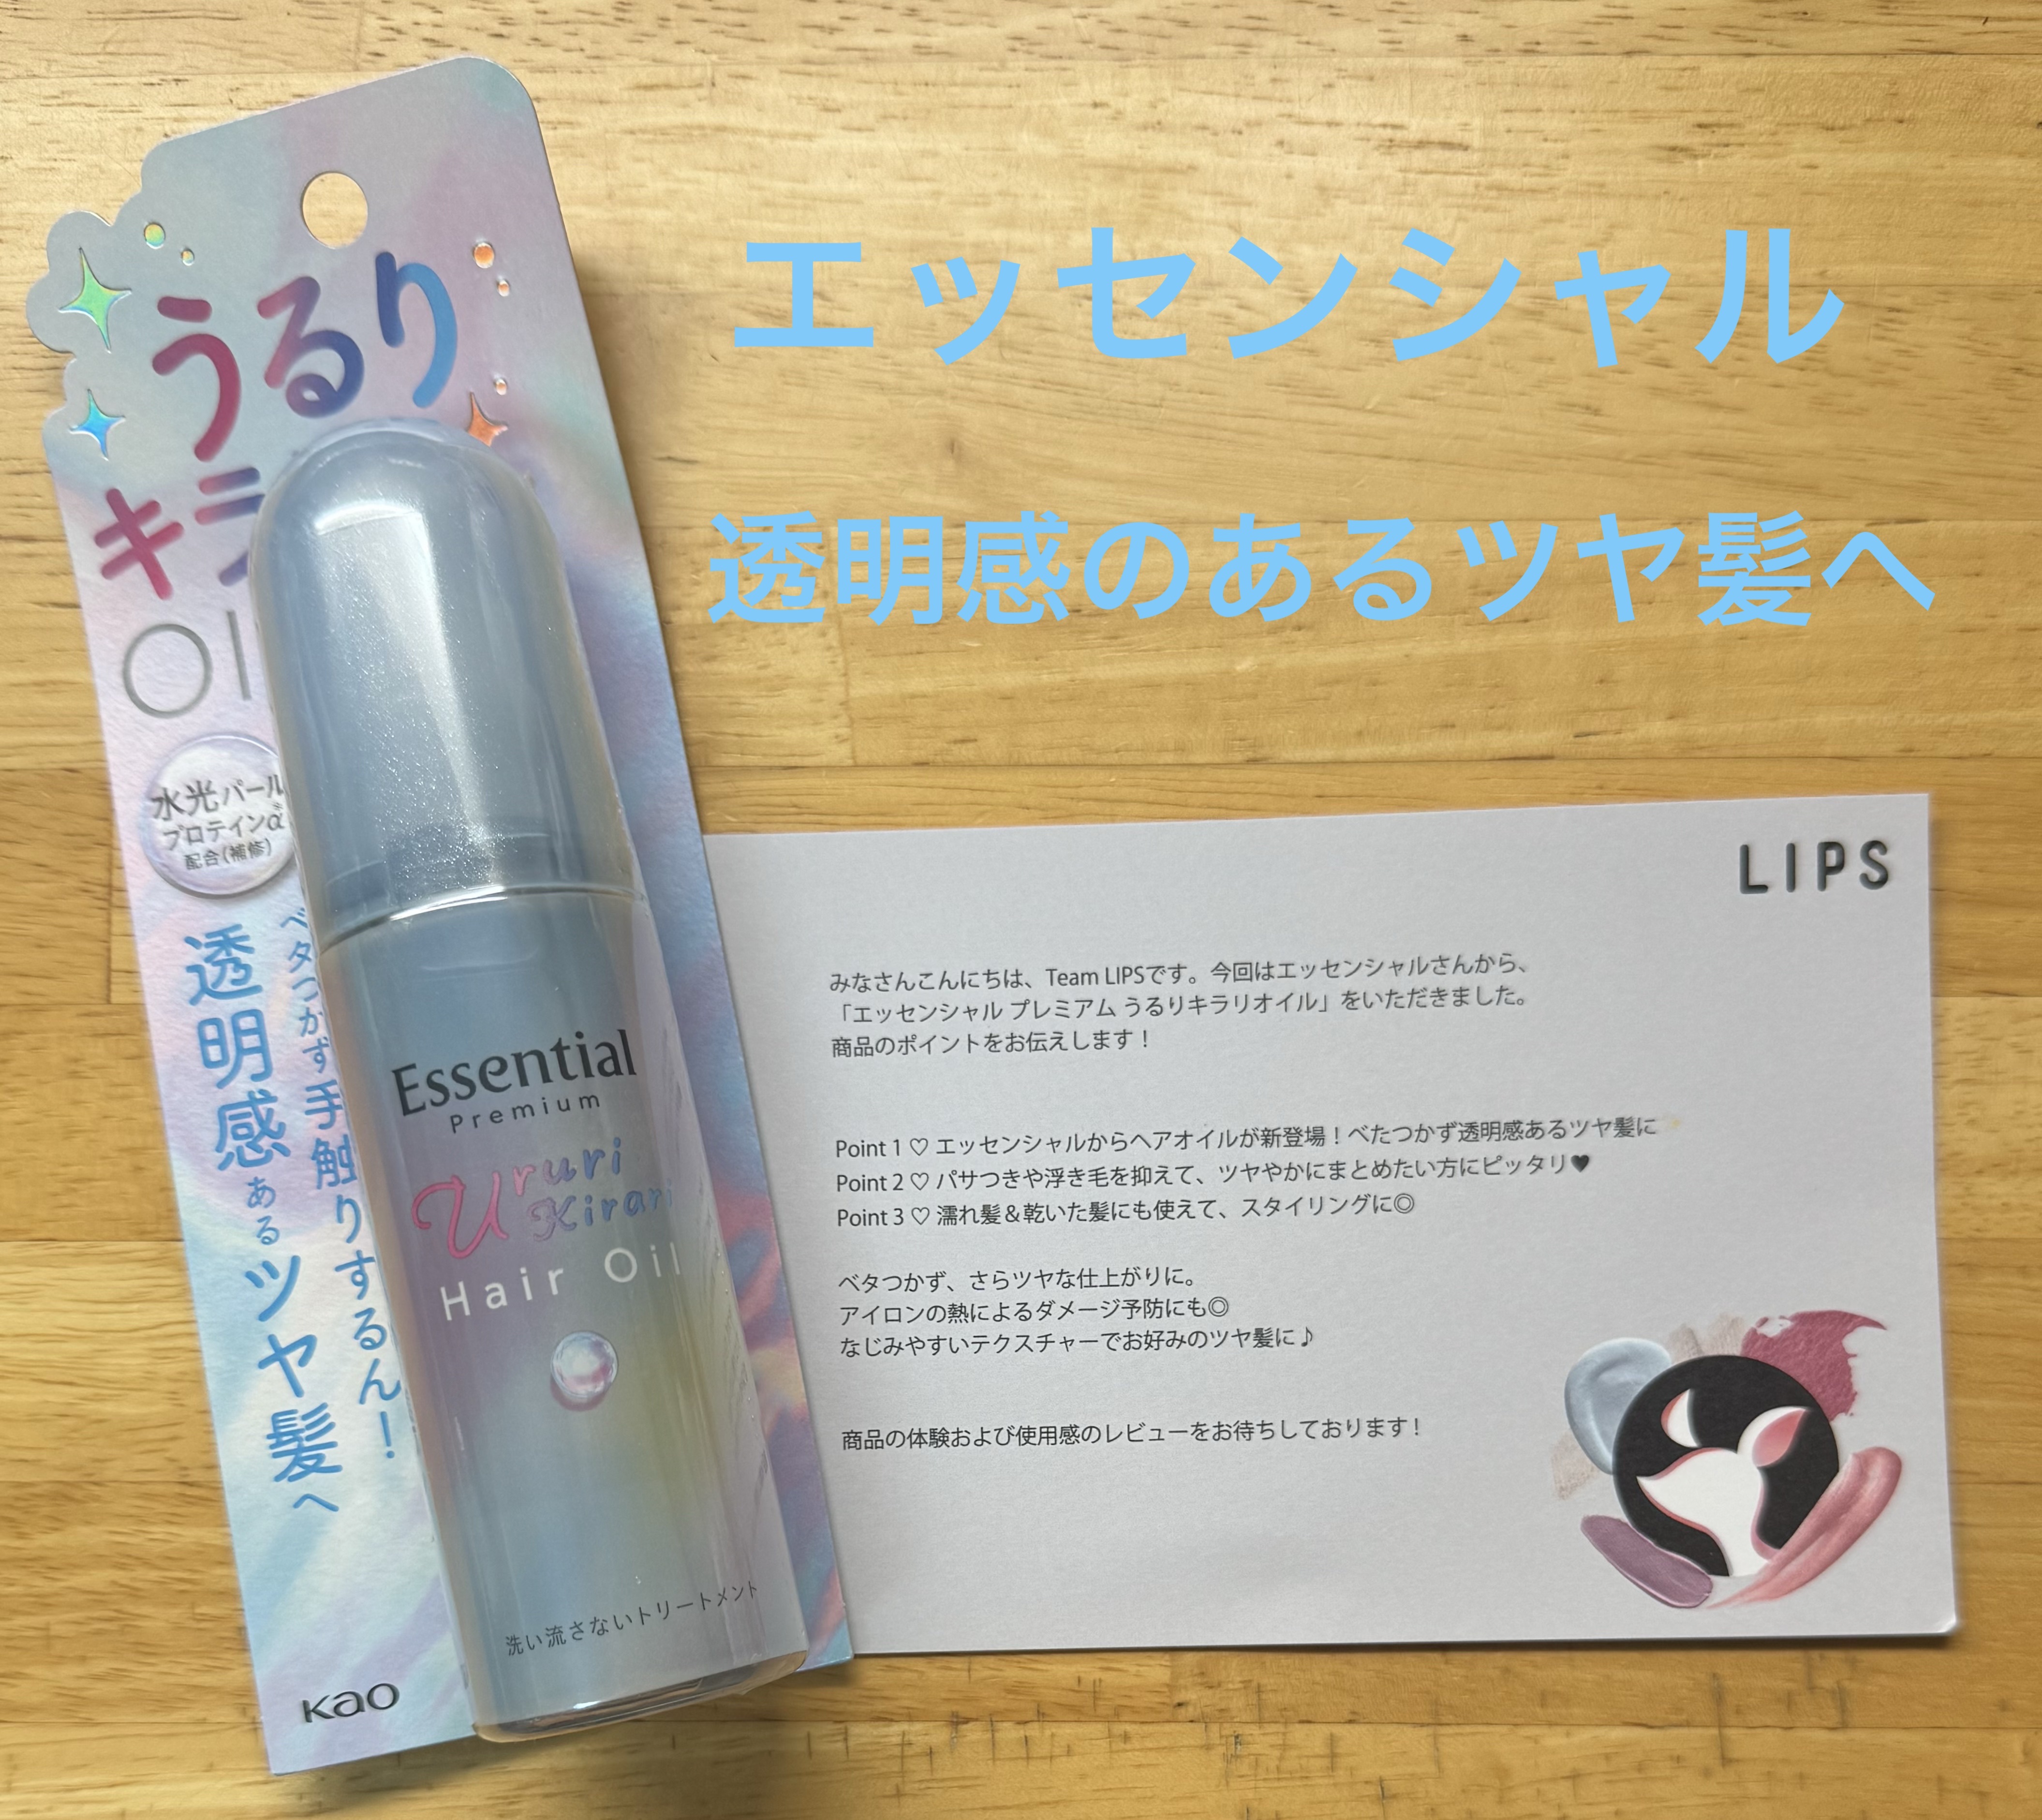 エッセンシャル
透明感のあるツヤ髪へ
うるり
キラ
OI
水光パール
プロテインα※
配合(補修)
ベタつかず手触りするん!
透明感あるツヤ髪へ
Essential
Premium
Ururi
Kirari
Hair Oil
洗い流さないトリートメント
Kao
LIPS
みなさんこんにちは、Team LIPSです。今回はエッセンシャルさんから、
「エッセンシャル プレミアム うるりキラリオイル」をいただきました。
商品のポイントをお伝えします!
Point 1 ♡ エッセンシャルからヘアオイルが新登場!べたつかず透明感あるツヤ髪に
Point 2 ♡ パサつきや浮き毛を抑えて、ツヤやかにまとめたい方にピッタリ♥
Point 3 ♡ 濡れ髪&乾いた髪にも使えて、スタイリングに◎
ベタつかず、さらツヤな仕上がりに。
アイロンの熱によるダメージ予防にも◎
なじみやすいテクスチャーでお好みのツヤ髪に♪
商品の体験および使用感のレビューをお待ちしております!